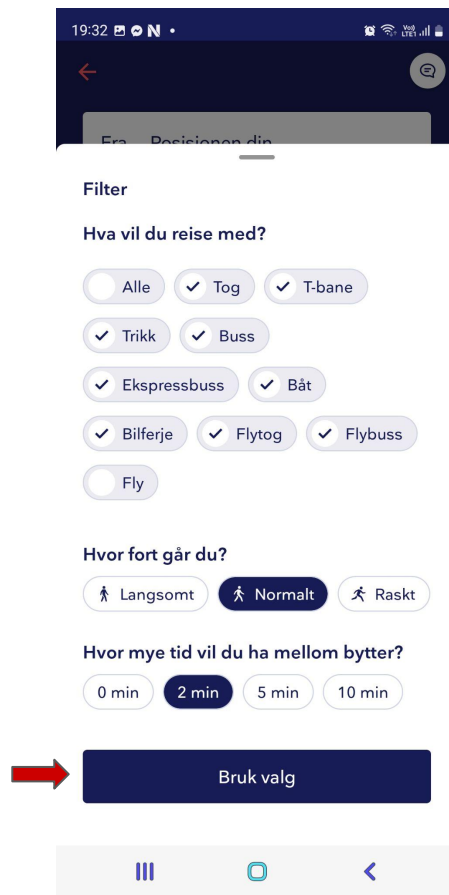 19:32
Fra Posisionen din
Filter
Hva vil du reise med?
Alle Tog T-bane
Trikk Buss
Ekspressbuss Båt
Bilferje Flytog Flybuss
Fly
Hvor fort går du?
Langsomt Normalt Raskt
Hvor mye tid vil du ha mellom bytter?
0 min 2 min 5 min 10 min
Bruk valg